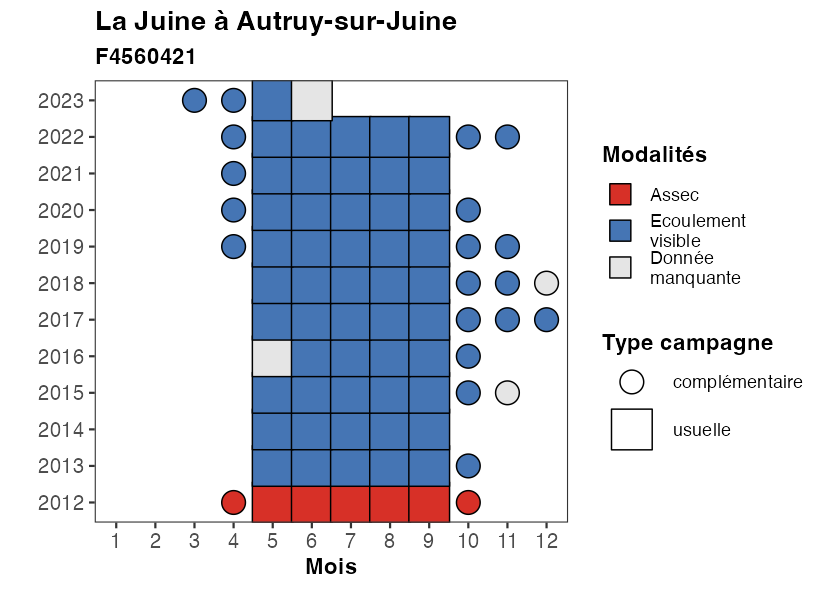 La Juine à Autruy-sur-Juine
F4560421
2023
2022
2021
2020
2019
2018
2017
2016
2015
2014
2013
2012
1 2 3 4 5 6 7 8 9 10 11 12
Mois
Modalités
Assec
Ecoulement
visible
Donnée
manquante
Type campagne
complémentaire
usuelle